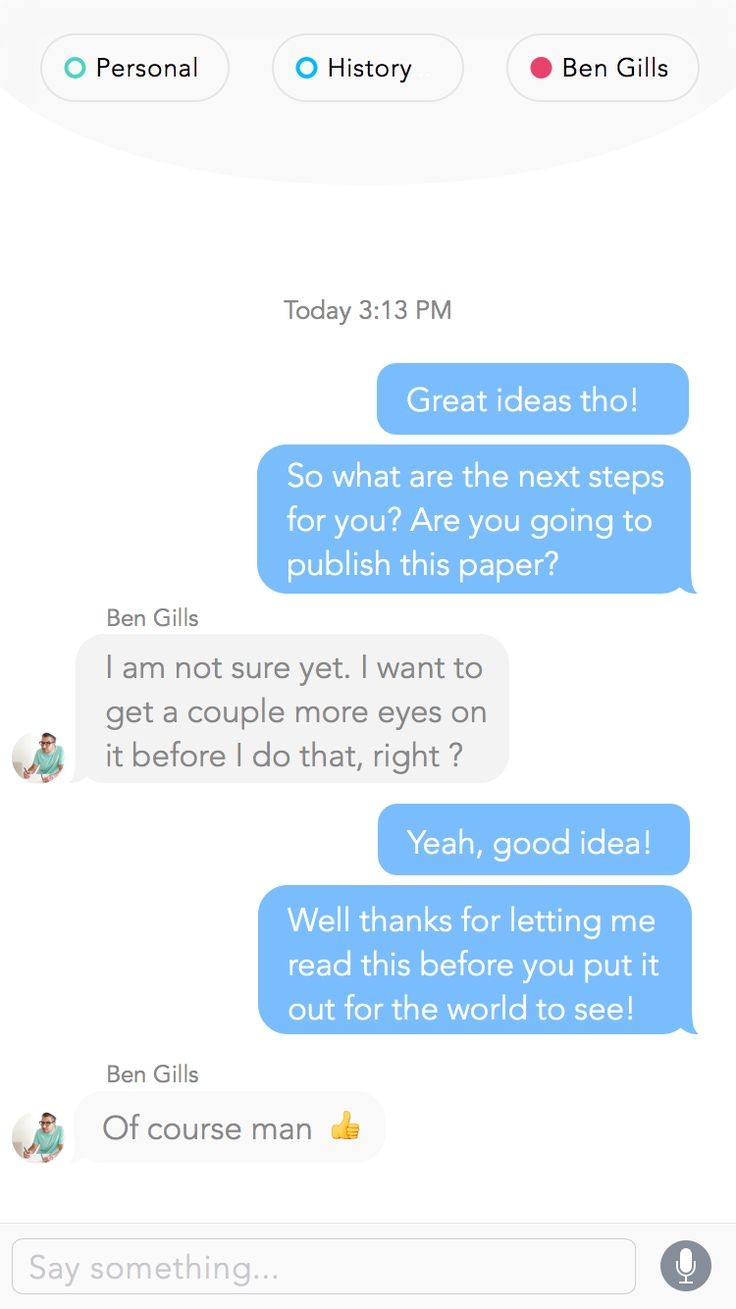 Personal
History
Ben Gills
Today 3:13 PM
Great ideas tho!
So what are the next steps
for you? Are you going to
publish this paper?
Ben Gills
I am not sure yet. I want to
get a couple more eyes on
it before I do that, right ?
Yeah, good idea!
Well thanks for letting me
read this before you put it
out for the world to see!
Ben Gills
Of course man 👍
Say something...